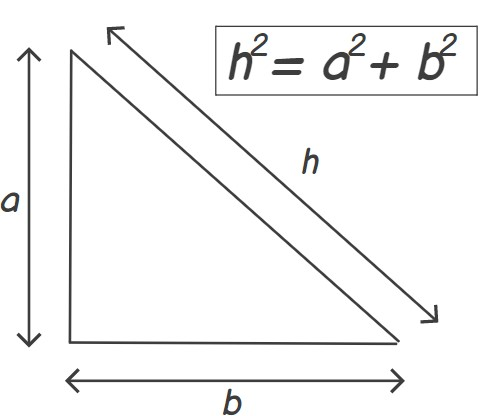 h²= a²+ b²
h
a
b